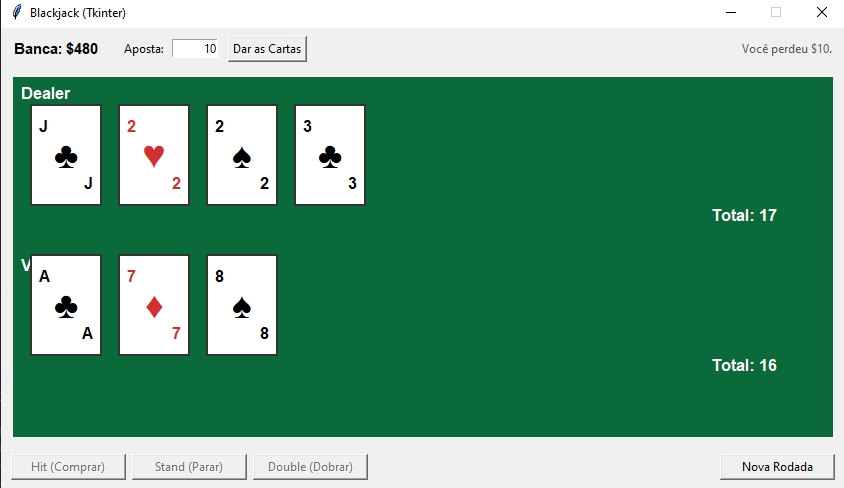 Blackjack (Tkinter)
Banca: $480 Aposta: 10 Dar as Cartas Você perdeu $10.
Dealer
J 2 2 3
J 2 2 3
Total: 17
V
A 7 8
A 7 8
Total: 16
Hit (Comprar) Stand (Parar) Double (Dobrar) Nova Rodada